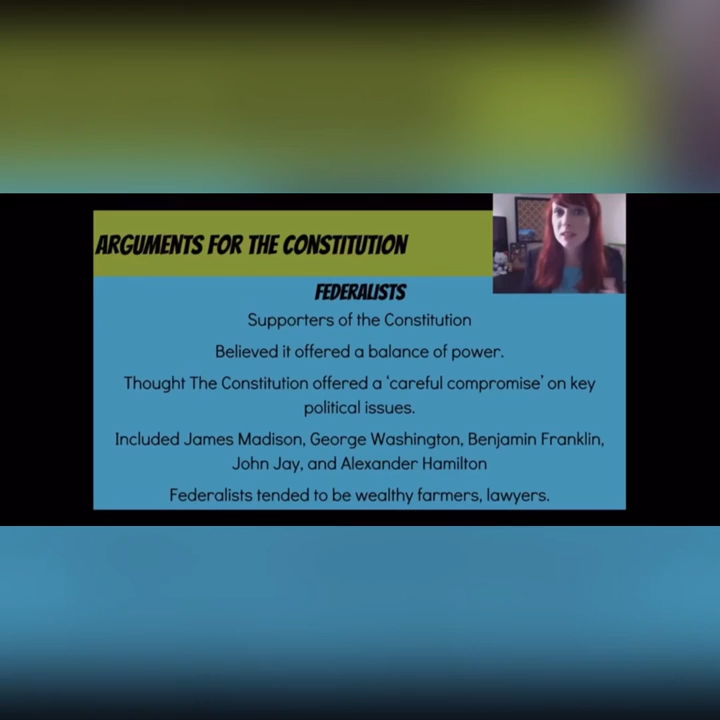 ARGUMENTS FOR THE CONSTITUTION
FEDERALISTS
Supporters of the Constitution
Believed it offered a balance of power.
Thought The Constitution offered a 'careful compromise' on key
political issues.
Included James Madison, George Washington, Benjamin Franklin,
John Jay, and Alexander Hamilton
Federalists tended to be wealthy farmers, lawyers.